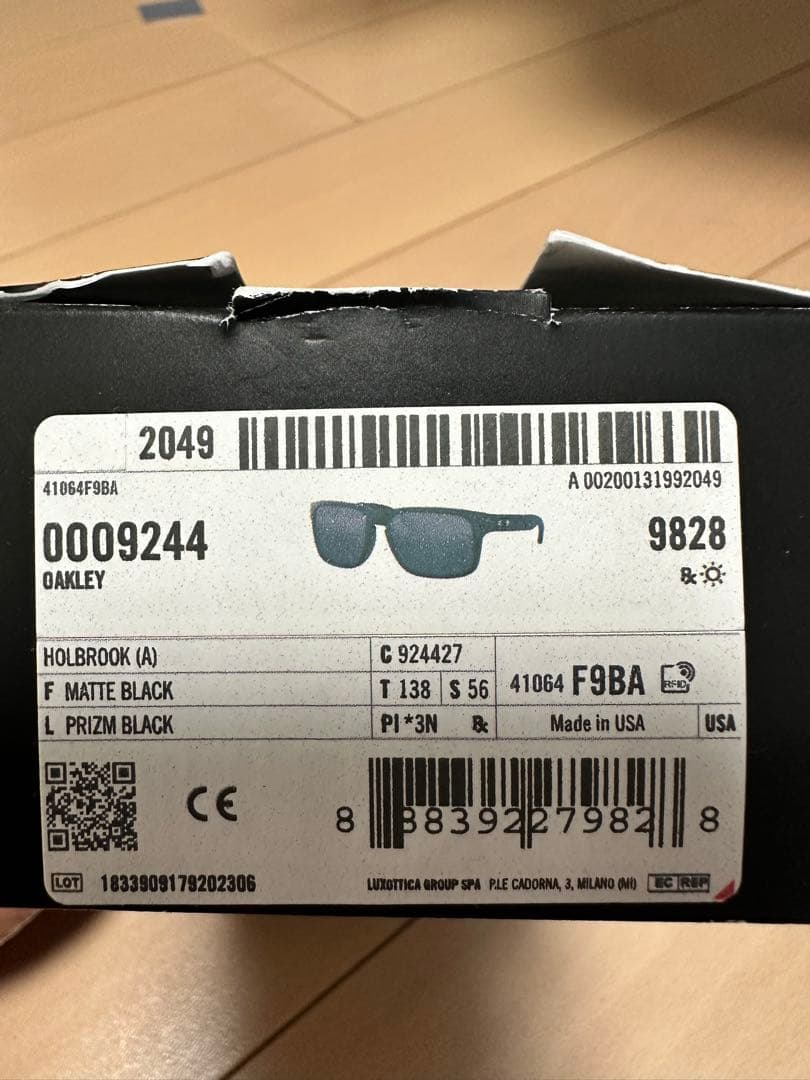 2049
A 00200131992049
41064F9BA
0009244
OAKLEY
9828
HOLBROOK (A)
C 924427
F MATTE BLACK
T 138 S 56
41064 F9BA RFID
L PRIZM BLACK
PI *3N ℞
Made in USA USA
CE
8 883922 79828
LOT 1833909179202306
LUXOTTICA GROUP SPA P.LE CADORNA, 3, MILANO (MI) EC REP